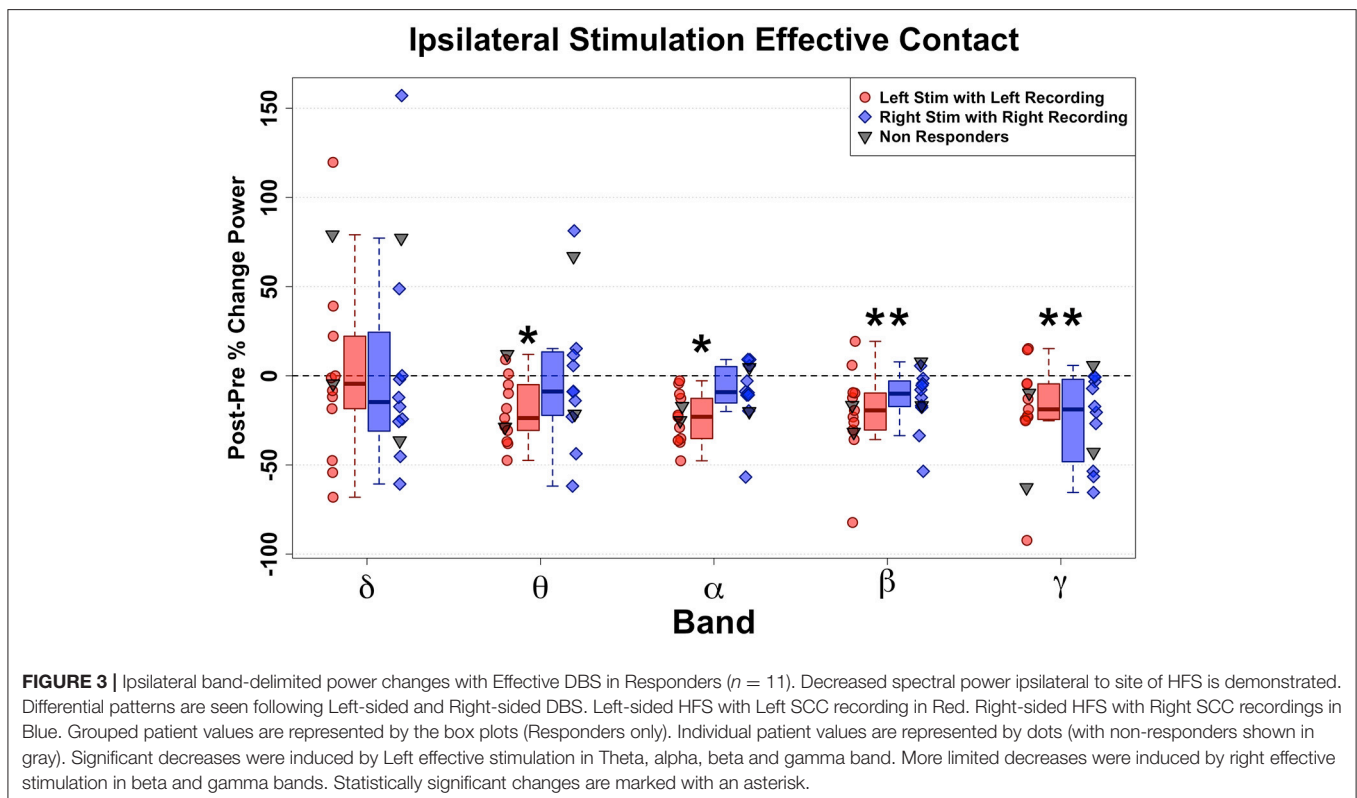 Ipsilateral Stimulation Effective Contact
Left Stim with Left Recording
Right Stim with Right Recording
Non Responders
Post-Pre % Change Power
150
100
50
0
-50
-100
*
*
**
**
δ
θ
α
β
γ
Band
FIGURE 3 | Ipsilateral band-delimited power changes with Effective DBS in Responders (n = 11). Decreased spectral power ipsilateral to site of HFS is demonstrated.
Differential patterns are seen following Left-sided and Right-sided DBS. Left-sided HFS with Left SCC recording in Red. Right-sided HFS with Right SCC recordings in
Blue. Grouped patient values are represented by the box plots (Responders only). Individual patient values are represented by dots (with non-responders shown in
gray). Significant decreases were induced by Left effective stimulation in Theta, alpha, beta and gamma band. More limited decreases were induced by right effective
stimulation in beta and gamma bands. Statistically significant changes are marked with an asterisk.